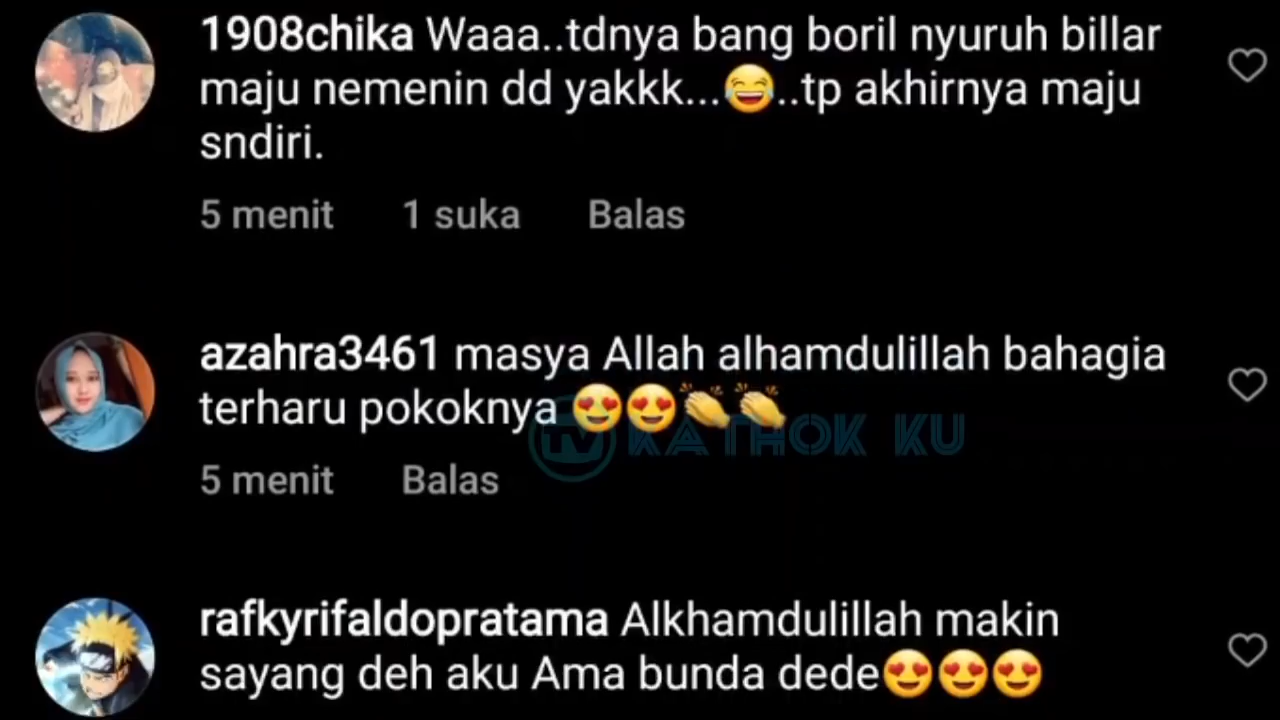 1908chika Waaa..tdnya bang boril nyuruh billar
maju nemenin dd yakkk...😂..tp akhirnya maju
sndiri.
5 menit 1 suka Balas
azahra3461 masya Allah alhamdulillah bahagia
terharu pokoknya 😍😍👏👏
TV KATHOK KU
5 menit Balas
rafkyrifaldopratama Alkhamdulillah makin
sayang deh aku Ama bunda dede😍😍😍